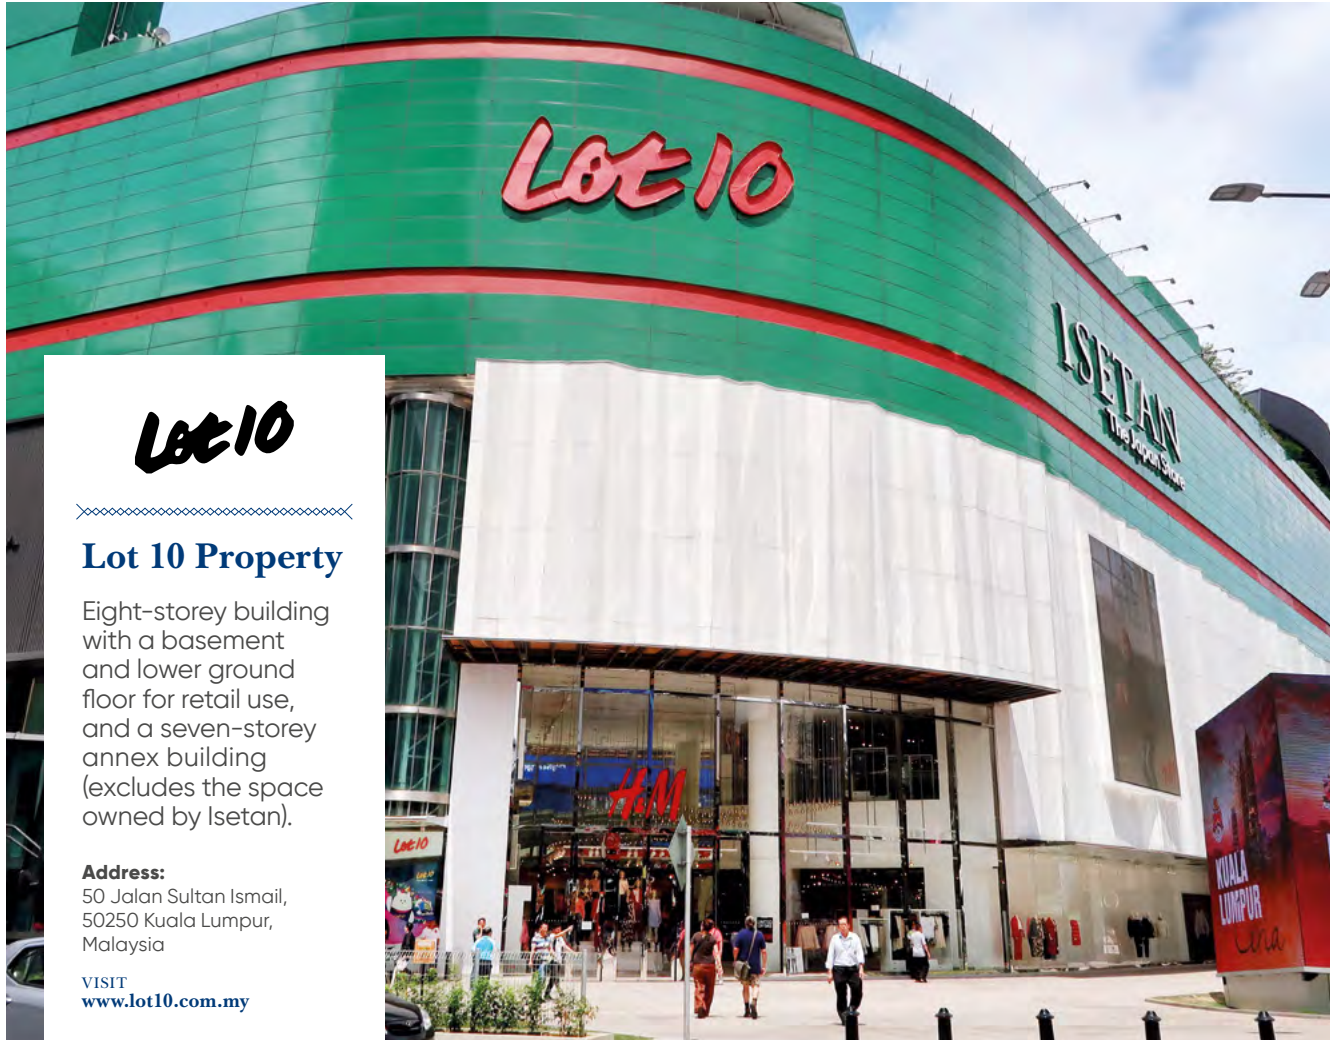 Lot 10
ISETAN
The Japan Store
Lot 10
Lot 10 Property
Eight-storey building
with a basement
and lower ground
floor for retail use,
and a seven-storey
annex building
(excludes the space
owned by Isetan).
Address:
50 Jalan Sultan Ismail,
50250 Kuala Lumpur,
Malaysia
VISIT
www.lot10.com.my
H&M
Lot 10
KUALA
LUMPUR